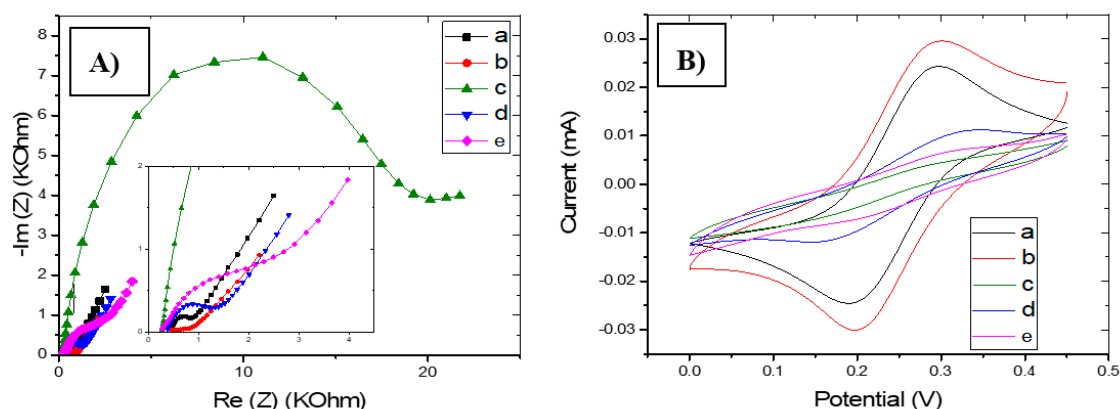 A)
-Im (Z) (KOhm)
8
7
6
5
4
3
2
1
0
0
10
20
Re (Z) (KOhm)
a
b
c
d
e
2
1
0
0
1
2
3
4
B)
Current (mA)
0.03
0.02
0.01
0.00
-0.01
-0.02
-0.03
0.0
0.1
0.2
0.3
0.4
0.5
Potential (V)
a
b
c
d
e